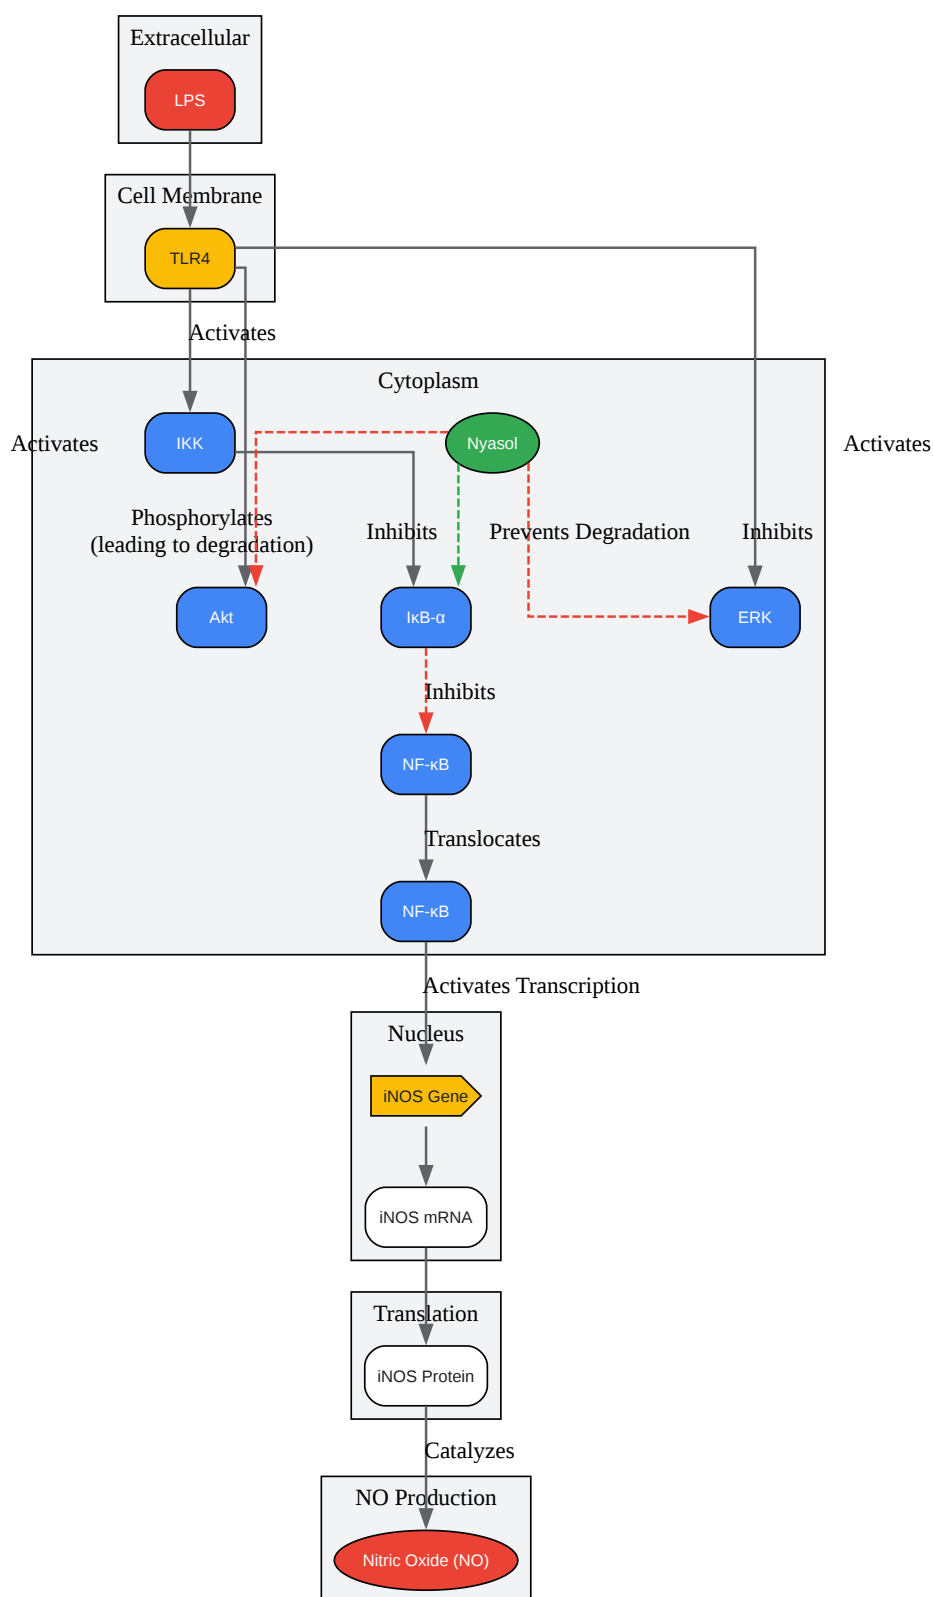 Extracellular
LPS
Cell Membrane
TLR4
Activates
Cytoplasm
Activates
IKK
Nyasol
Activates
Phosphorylates
(leading to degradation)
Inhibits
Prevents Degradation
Inhibits
Akt
IκB-α
ERK
Inhibits
NF-κB
Translocates
NF-κB
Activates Transcription
Nucleus
iNOS Gene
iNOS mRNA
Translation
iNOS Protein
Catalyzes
NO Production
Nitric Oxide (NO)